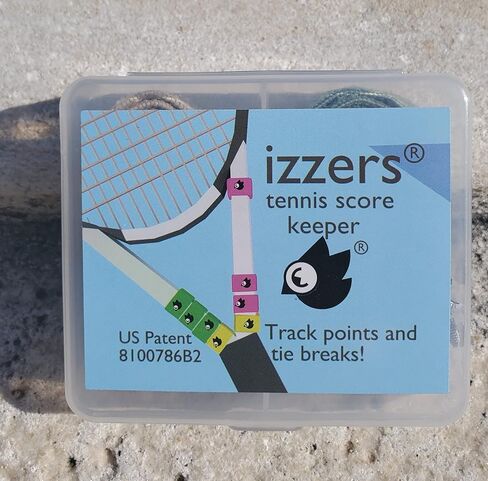 izzers®
tennis score
keeper
®
US Patent
8100786B2
Track points and
tie breaks!